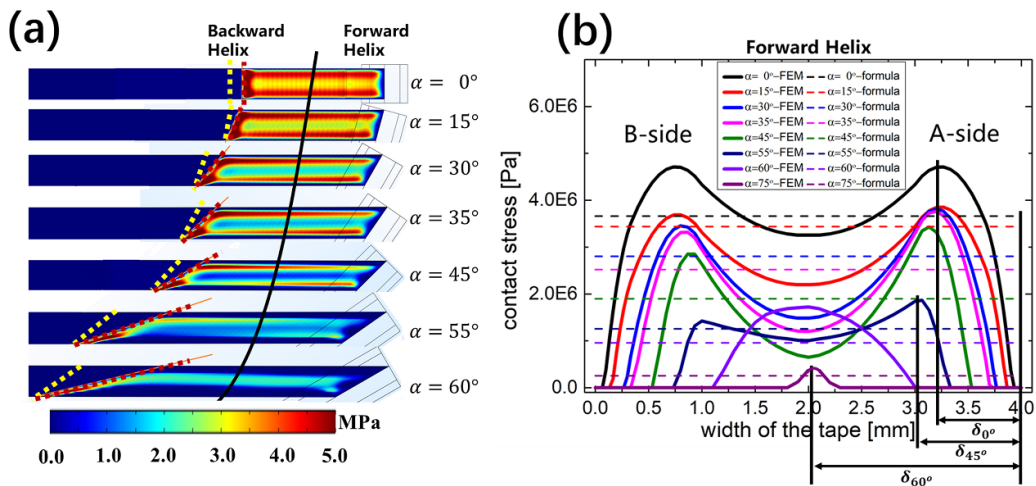 (a)
Backward
Helix
Forward
Helix
α = 0°
α = 15°
α = 30°
α = 35°
α = 45°
α = 55°
α = 60°
MPa
0.0 1.0 2.0 3.0 4.0 5.0
(b)
Forward Helix
α= 0°–FEM α= 0°–formula
α=15°–FEM α=15°–formula
α=30°–FEM α=30°–formula
α=35°–FEM α=35°–formula
α=45°–FEM α=45°–formula
α=55°–FEM α=55°–formula
α=60°–FEM α=60°–formula
α=75°–FEM α=75°–formula
B-side
A-side
contact stress [Pa]
6.0E6
4.0E6
2.0E6
0.0
0.0 0.5 1.0 1.5 2.0 2.5 3.0 3.5 4.0
width of the tape [mm]
δ0°
δ45°
δ60°